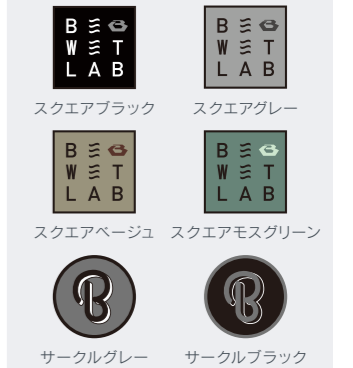 B
W T
L A B
スクエアブラック
B
W T
L A B
スクエアグレー
B
W T
L A B
スクエアベージュ
B
W T
L A B
スクエアモスグリーン
B
サークルグレー
B
サークルブラック